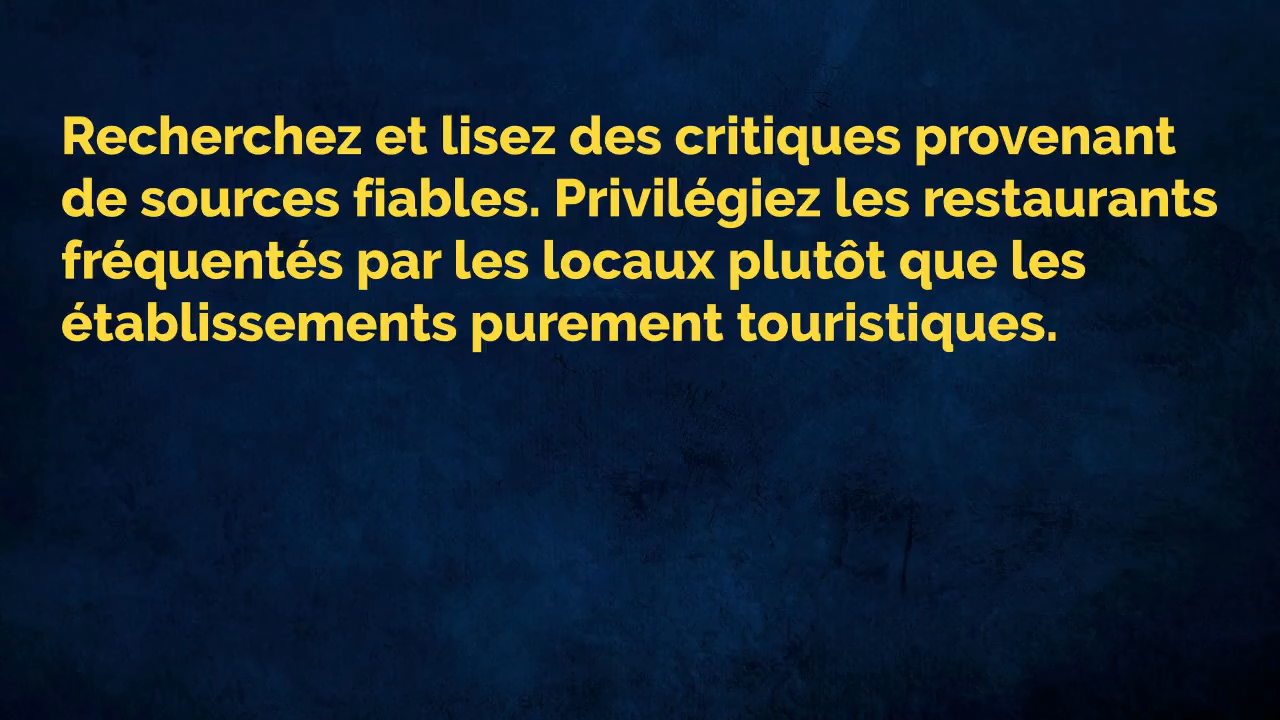 Recherchez et lisez des critiques provenant
de sources fiables. Privilégiez les restaurants
fréquentés par les locaux plutôt que les
établissements purement touristiques.